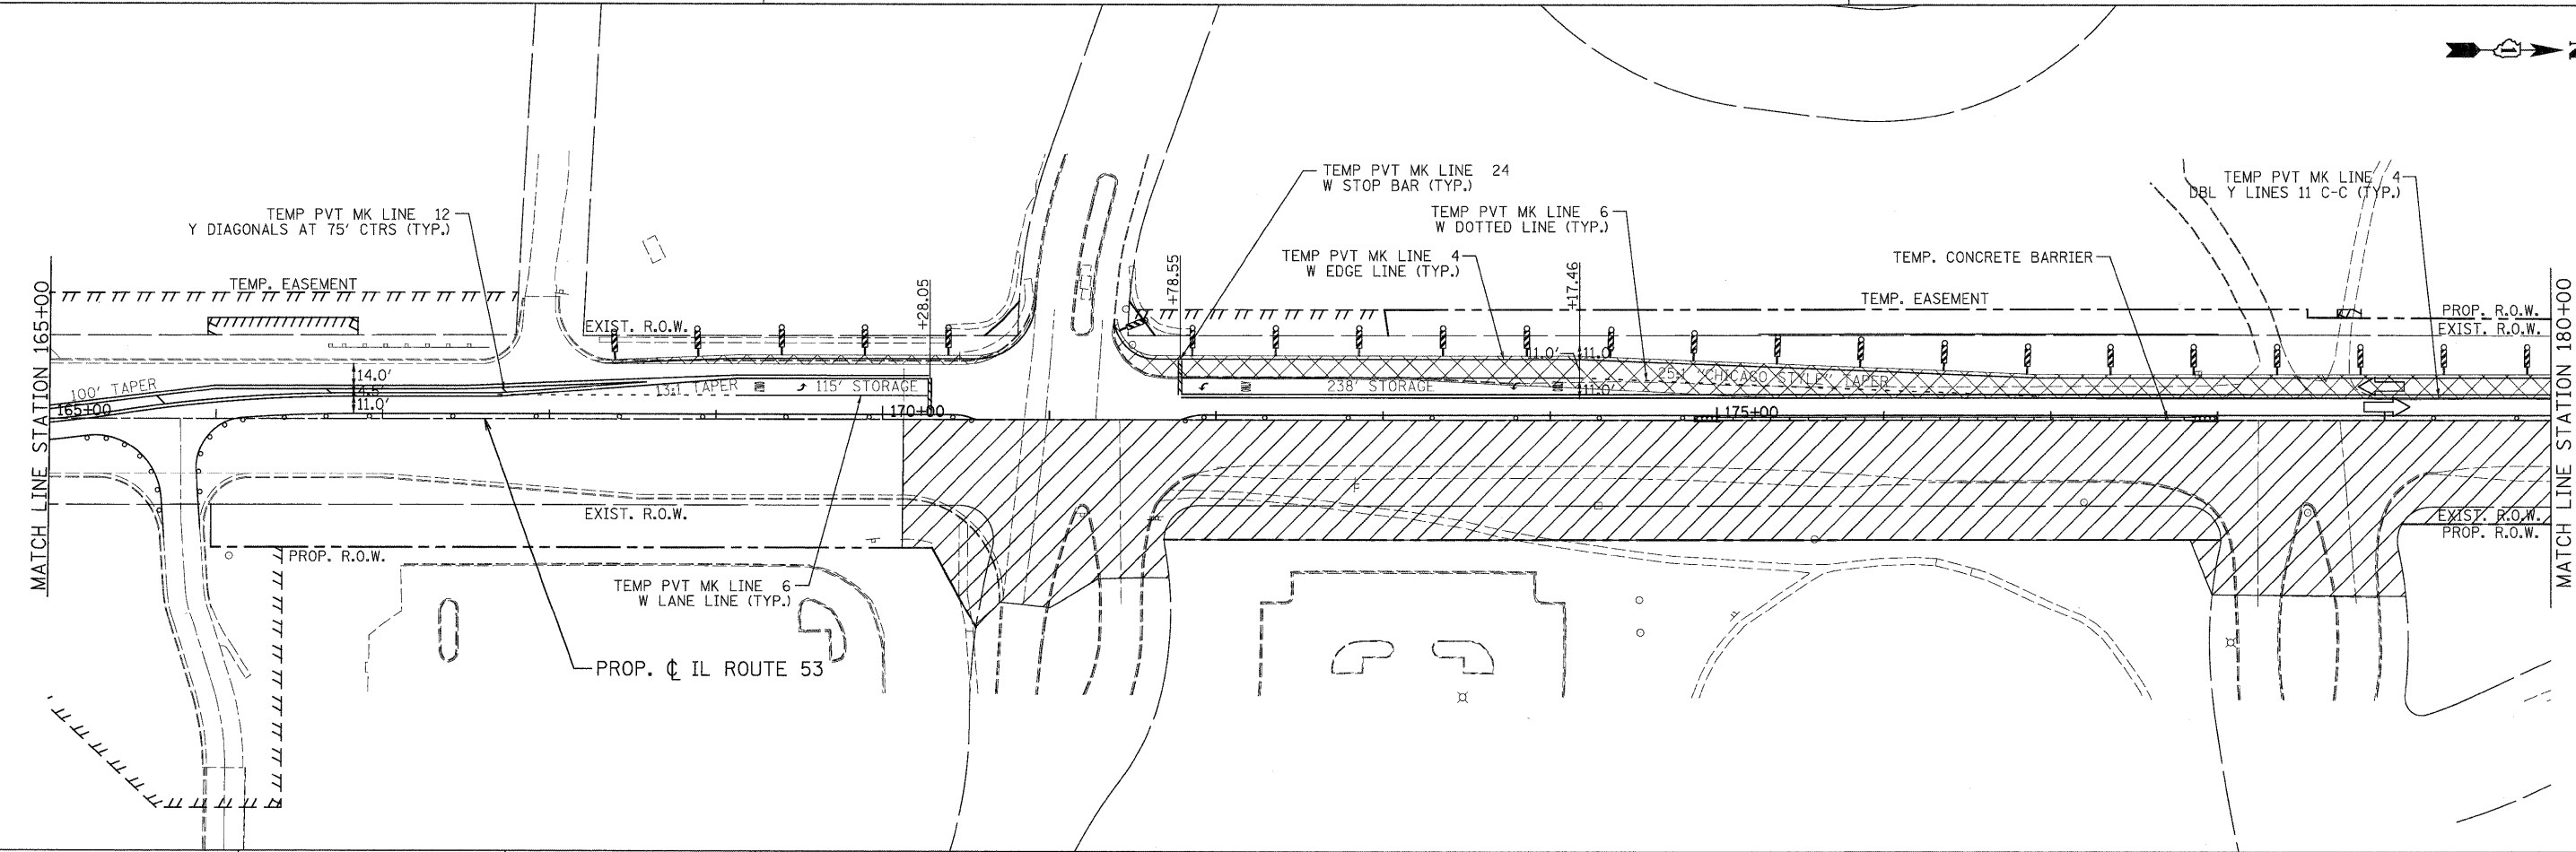 N
TEMP PVT MK LINE 24
W STOP BAR (TYP.)
TEMP PVT MK LINE 4
DBL Y LINES 11 C-C (TYP.)
TEMP PVT MK LINE 12
Y DIAGONALS AT 75' CTRS (TYP.)
TEMP PVT MK LINE 6
W DOTTED LINE (TYP.)
TEMP PVT MK LINE 4
W EDGE LINE (TYP.)
TEMP. CONCRETE BARRIER
+28.05
+78.55
+17.46
TEMP. EASEMENT
TEMP. EASEMENT
PROP. R.O.W.
EXIST. R.O.W.
EXIST. R.O.W.
MATCH LINE STATION 165+00
MATCH LINE STATION 180+00
11.0'
11.0'
11.0'
14.0'
4.5'
11.0'
100' TAPER
13:1 TAPER
115' STORAGE
238' STORAGE
25:1 "CHICAGO STYLE" TAPER
165+00
170+00
175+00
EXIST. R.O.W.
PROP. R.O.W.
EXIST. R.O.W.
PROP. R.O.W.
TEMP PVT MK LINE 6
W LANE LINE (TYP.)
PROP. ℄ IL ROUTE 53